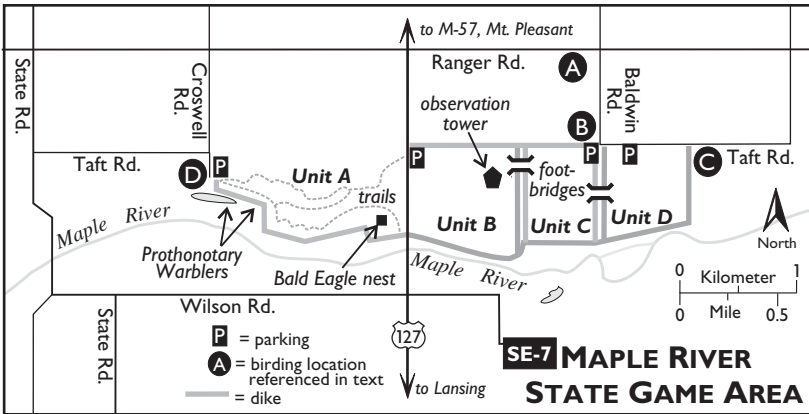 to M-57, Mt. Pleasant
Ranger Rd.
A
State Rd.
Croswell
Rd.
Baldwin
Rd.
observation
tower
B
P
P
P
P
C
Taft Rd.
Taft Rd.
D
Unit A
foot-
bridges
trails
Unit B
Unit C
Unit D
Maple River
Prothonotary
Warblers
Bald Eagle nest
Maple River
North
0 Kilometer 1
0 Mile 0.5
Wilson Rd.
State Rd.
P = parking
A = birding location
referenced in text
= dike
127
to Lansing
SE-7 MAPLE RIVER
STATE GAME AREA